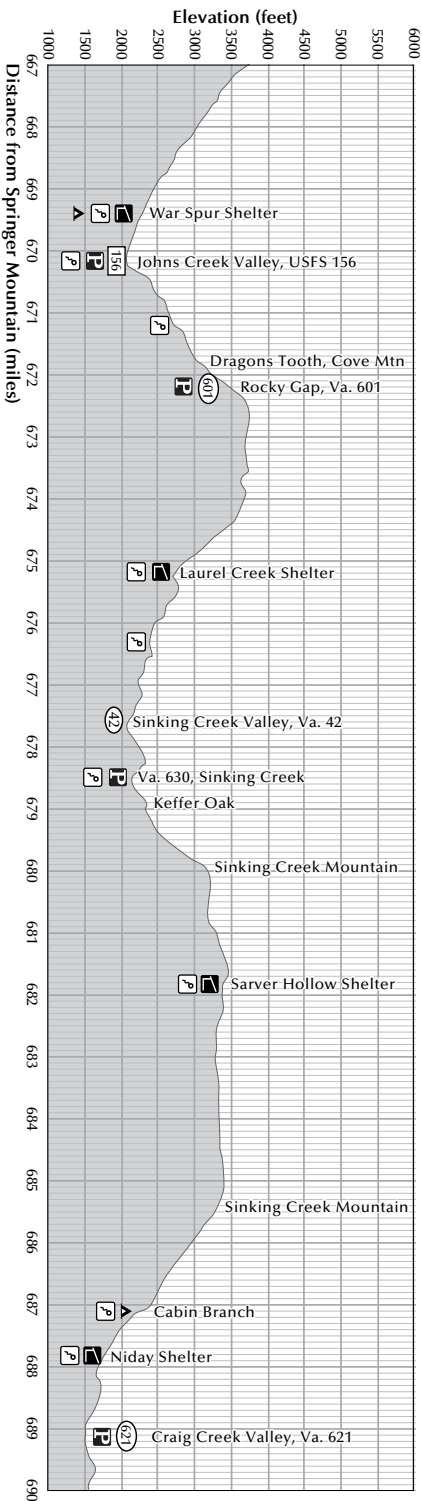 Elevation (feet)
6000
5500
5000
4500
4000
3500
3000
2500
2000
1500
1000
War Spur Shelter
Johns Creek Valley, USFS 156
156
P
Dragons Tooth, Cove Mtn
Rocky Gap, Va. 601
601
P
Laurel Creek Shelter
Sinking Creek Valley, Va. 42
42
Va. 630, Sinking Creek
P
Keffer Oak
Sinking Creek Mountain
Sarver Hollow Shelter
Sinking Creek Mountain
Cabin Branch
Niday Shelter
Craig Creek Valley, Va. 621
621
P
667
668
669
670
671
672
673
674
675
676
677
678
679
680
681
682
683
684
685
686
687
688
689
690
Distance from Springer Mountain (miles)